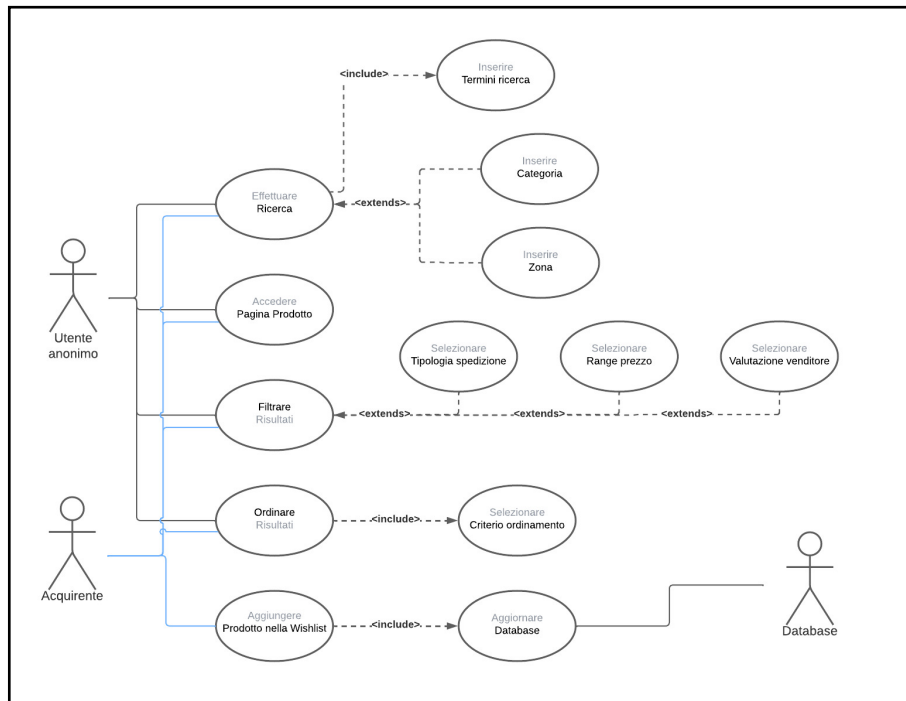 Inserire
Termini ricerca
<include>
Inserire
Categoria
Effettuare
Ricerca
<extends>
Inserire
Zona
Utente
anonimo
Accedere
Pagina Prodotto
Selezionare
Tipologia spedizione
Selezionare
Range prezzo
Selezionare
Valutazione venditore
Filtrare
Risultati
<extends>
<extends>
<extends>
Ordinare
Risultati
<include>
Selezionare
Criterio ordinamento
Acquirente
Aggiungere
Prodotto nella Wishlist
<include>
Aggiornare
Database
Database